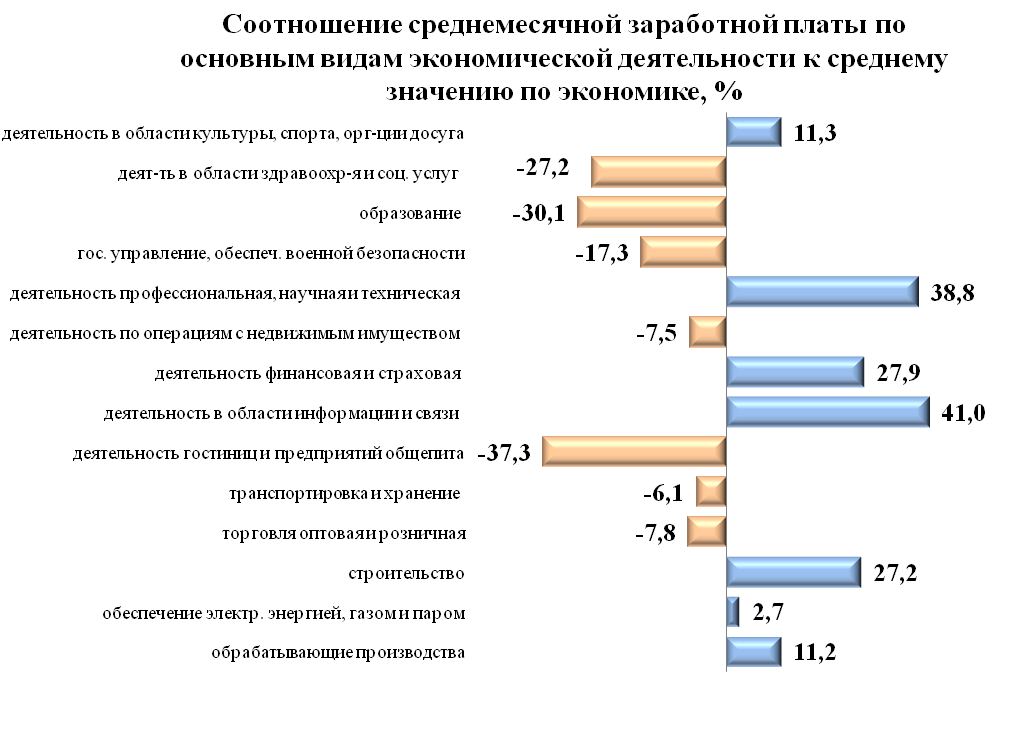 Соотношение среднемесячной заработной платы по
основным видам экономической деятельности к среднему
значению по экономике, %
деятельность в области культуры, спорта, орг-ции досуга 11,3
деят-ть в области здравоохр-я и соц. услуг -27,2
образование -30,1
гос. управление, обеспеч. военной безопасности -17,3
деятельность профессиональная, научная и техническая 38,8
деятельность по операциям с недвижимым имуществом -7,5
деятельность финансовая и страховая 27,9
деятельность в области информации и связи 41,0
деятельность гостиниц и предприятий общепита -37,3
транспортировка и хранение -6,1
торговля оптовая и розничная -7,8
строительство 27,2
обеспечение электр. энергией, газом и паром 2,7
обрабатывающие производства 11,2